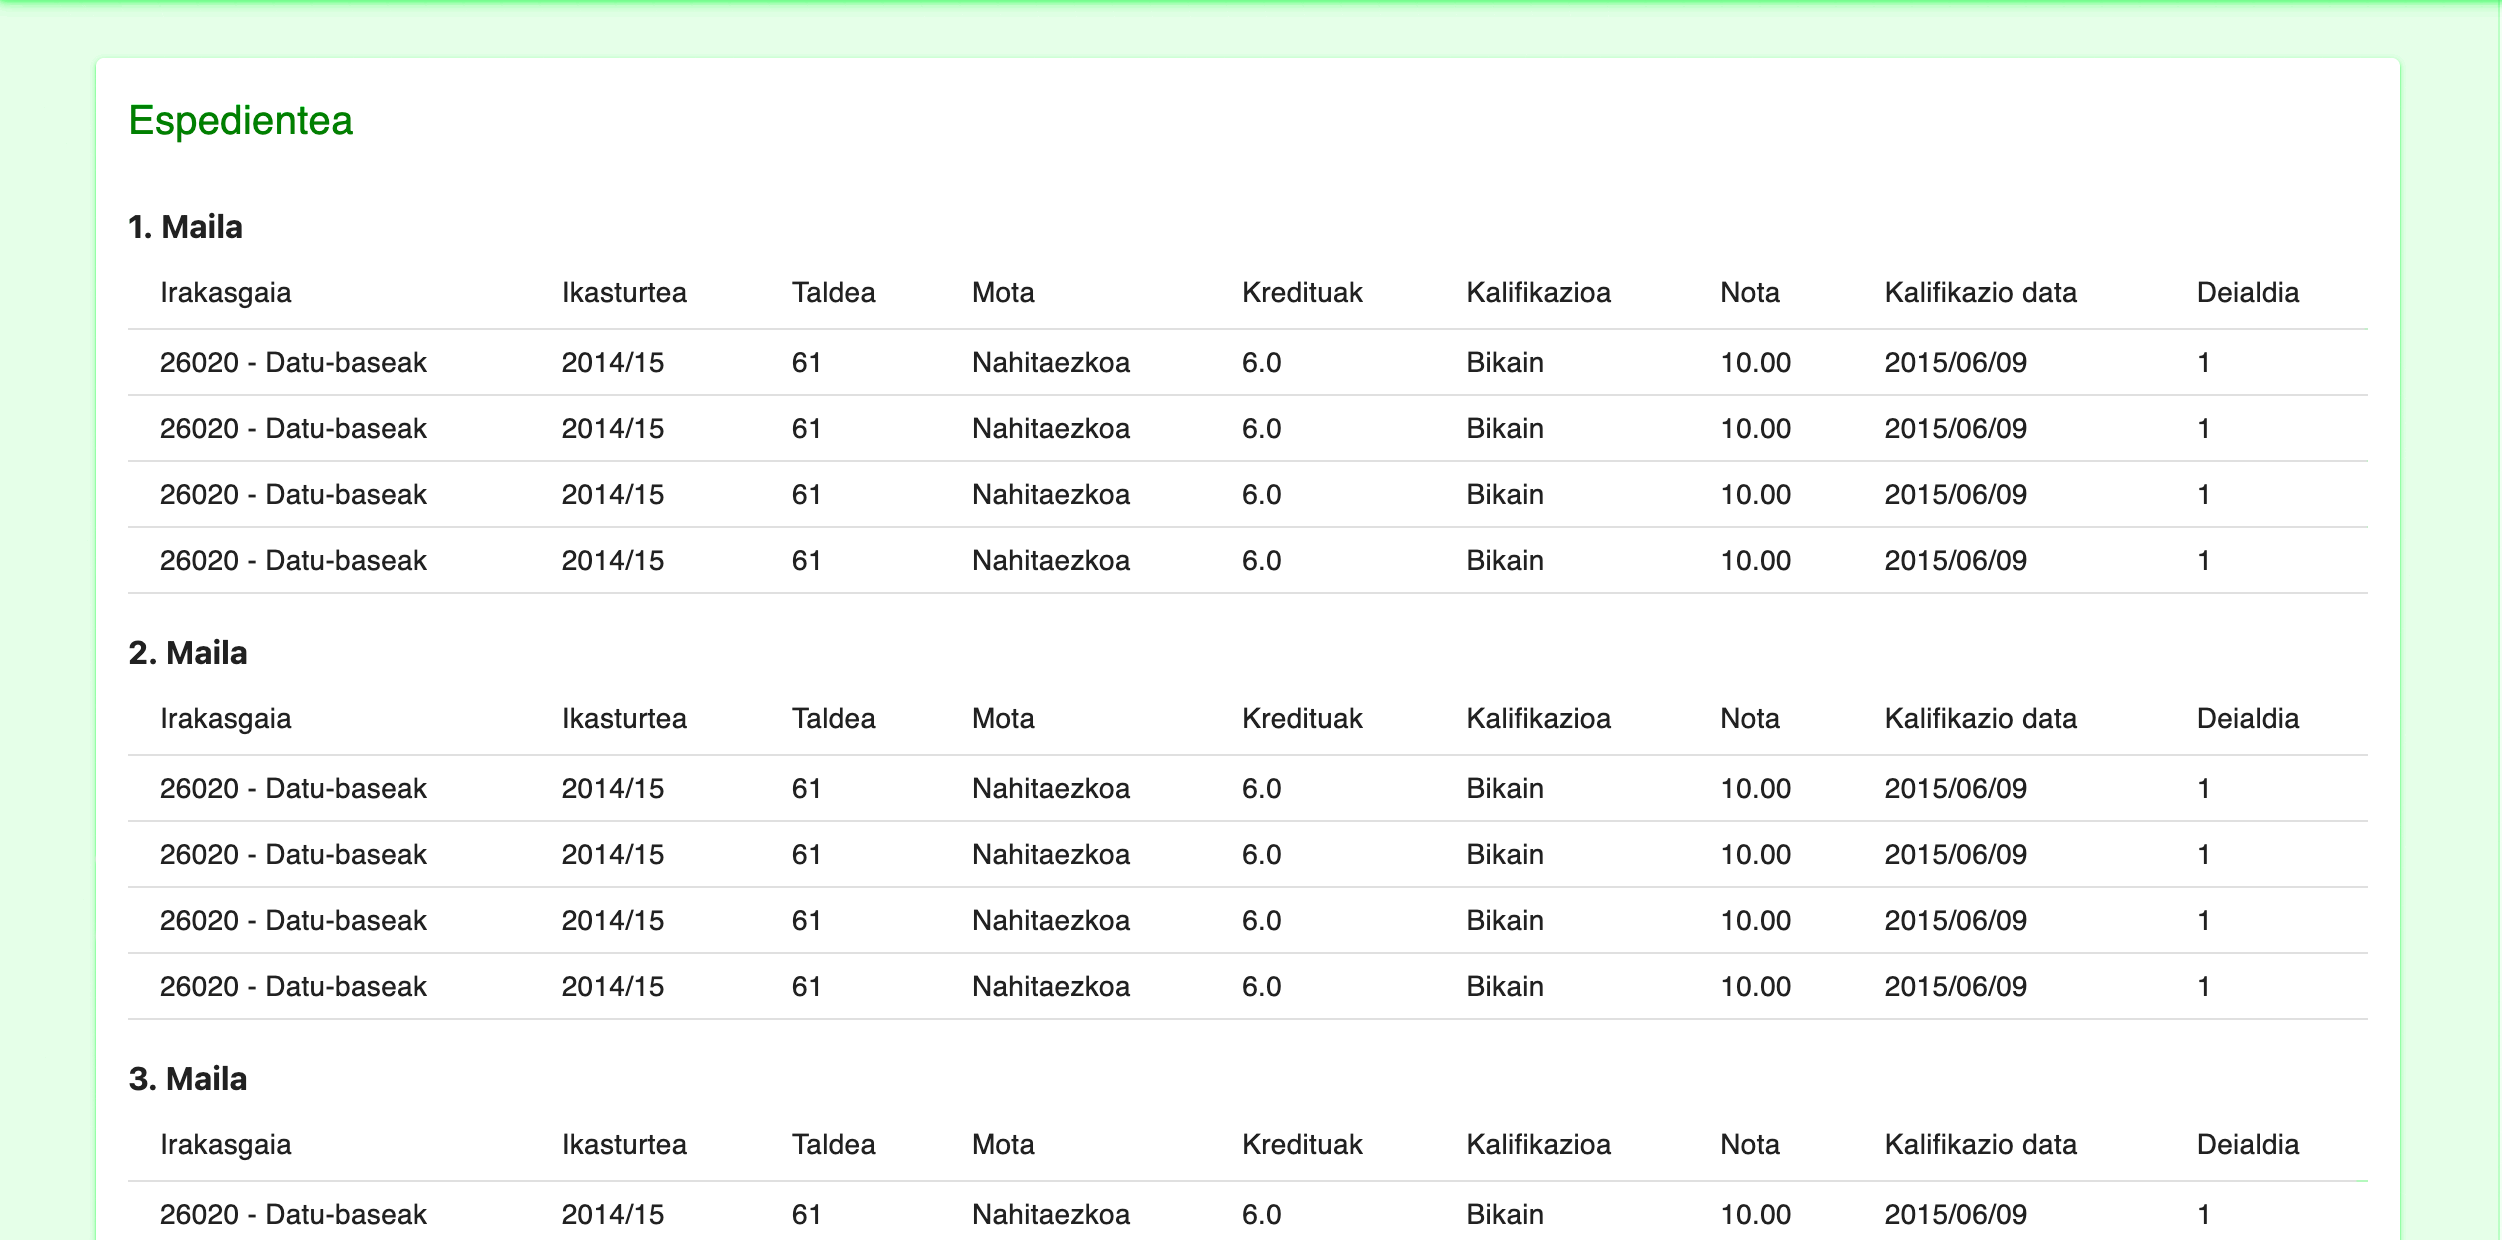 Espedientea
1. Maila
Irakasgaia Ikasturtea Taldea Mota Kredituak Kalifikazioa Nota Kalifikazio data Deialdia
26020 - Datu-baseak 2014/15 61 Nahitaezkoa 6.0 Bikain 10.00 2015/06/09 1
26020 - Datu-baseak 2014/15 61 Nahitaezkoa 6.0 Bikain 10.00 2015/06/09 1
26020 - Datu-baseak 2014/15 61 Nahitaezkoa 6.0 Bikain 10.00 2015/06/09 1
26020 - Datu-baseak 2014/15 61 Nahitaezkoa 6.0 Bikain 10.00 2015/06/09 1
2. Maila
Irakasgaia Ikasturtea Taldea Mota Kredituak Kalifikazioa Nota Kalifikazio data Deialdia
26020 - Datu-baseak 2014/15 61 Nahitaezkoa 6.0 Bikain 10.00 2015/06/09 1
26020 - Datu-baseak 2014/15 61 Nahitaezkoa 6.0 Bikain 10.00 2015/06/09 1
26020 - Datu-baseak 2014/15 61 Nahitaezkoa 6.0 Bikain 10.00 2015/06/09 1
26020 - Datu-baseak 2014/15 61 Nahitaezkoa 6.0 Bikain 10.00 2015/06/09 1
3. Maila
Irakasgaia Ikasturtea Taldea Mota Kredituak Kalifikazioa Nota Kalifikazio data Deialdia
26020 - Datu-baseak 2014/15 61 Nahitaezkoa 6.0 Bikain 10.00 2015/06/09 1